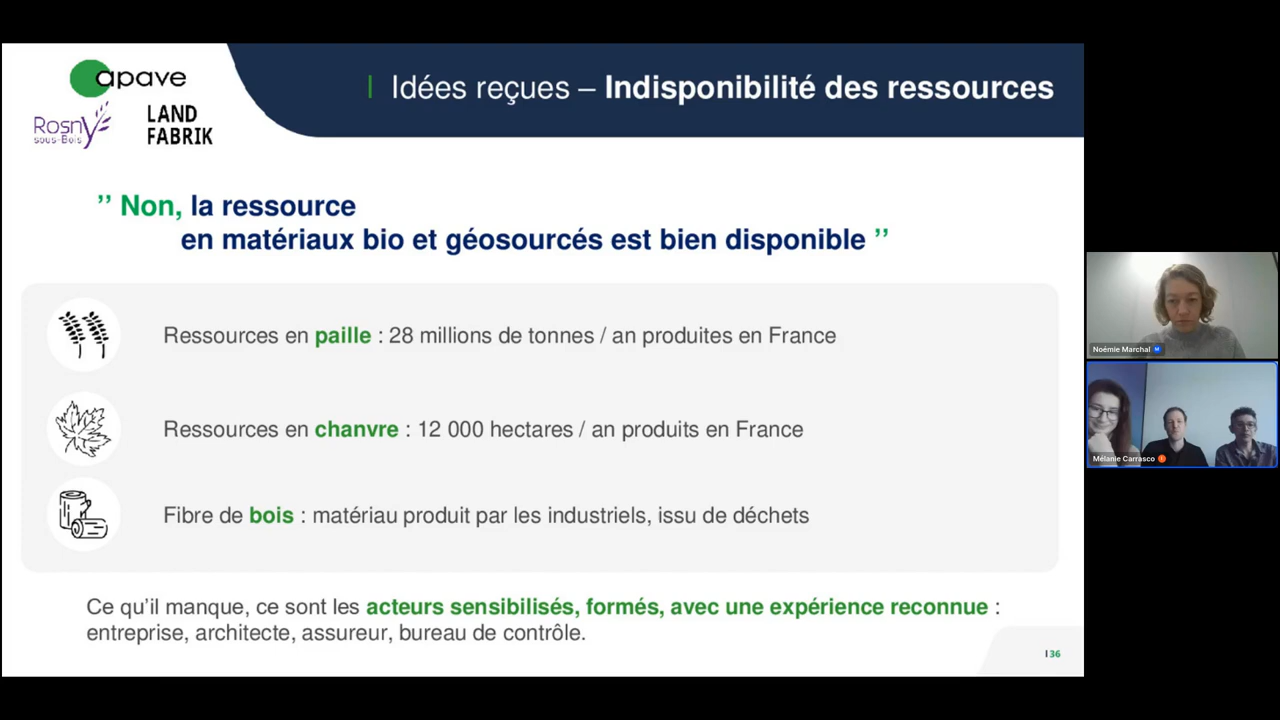 apave
Rosny
sous-Bois
LAND
FABRIK
Idées reçues – Indisponibilité des ressources
’’ Non, la ressource
en matériaux bio et géosourcés est bien disponible ’’
Ressources en paille : 28 millions de tonnes / an produites en France
Ressources en chanvre : 12 000 hectares / an produits en France
Fibre de bois : matériau produit par les industriels, issu de déchets
Ce qu’il manque, ce sont les acteurs sensibilisés, formés, avec une expérience reconnue :
entreprise, architecte, assureur, bureau de contrôle.
36
Noémie Marchal
Mélanie Carrasco